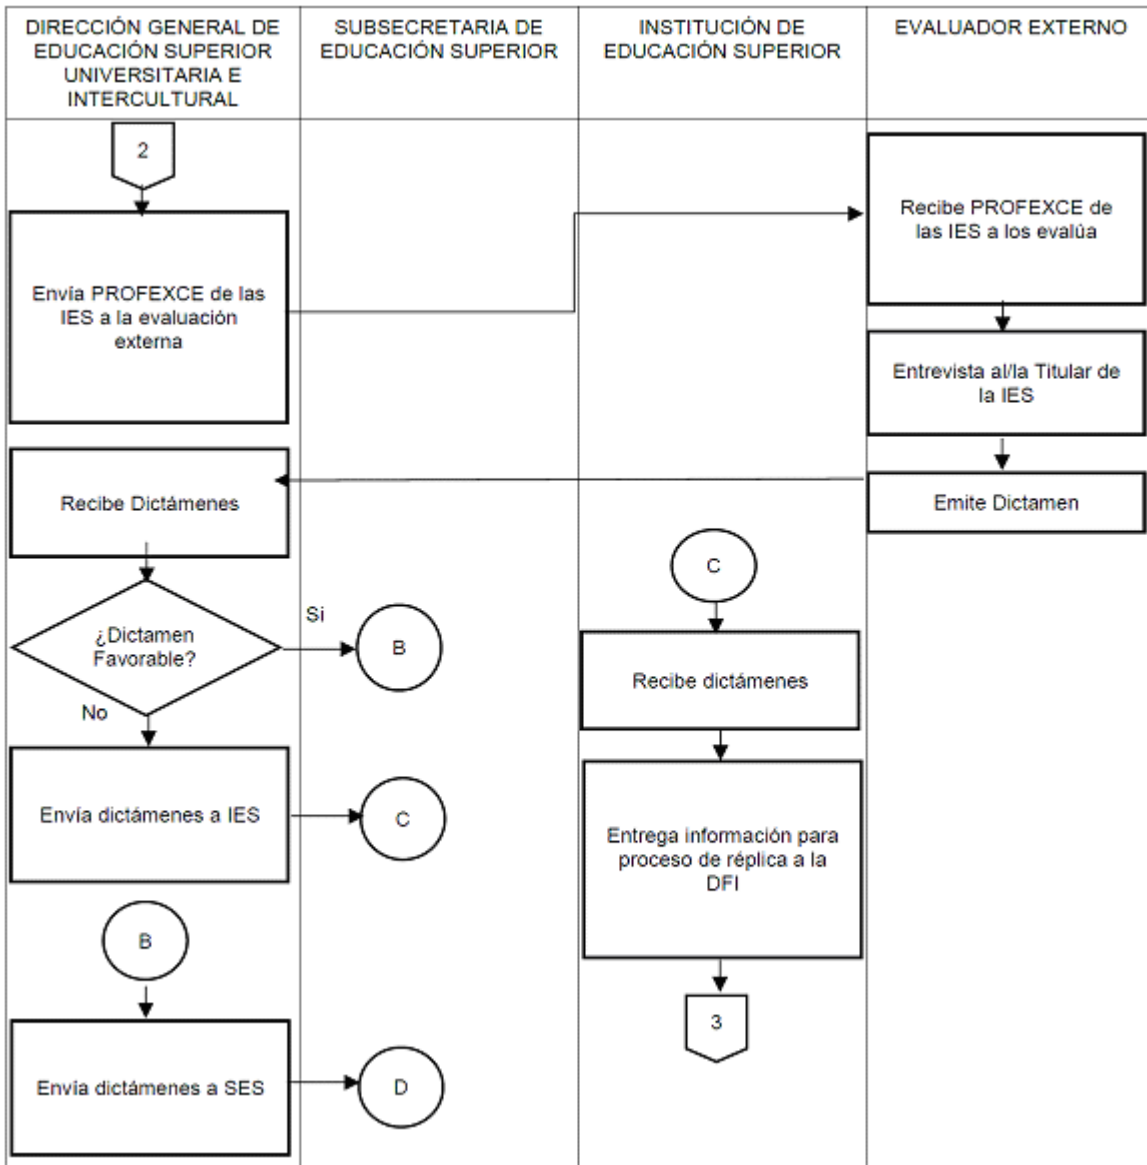 DIRECCIÓN GENERAL DE
EDUCACIÓN SUPERIOR
UNIVERSITARIA E
INTERCULTURAL
SUBSECRETARIA DE
EDUCACIÓN SUPERIOR
INSTITUCIÓN DE
EDUCACIÓN SUPERIOR
EVALUADOR EXTERNO
2
Envía PROFEXCE de las
IES a la evaluación
externa
Recibe PROFEXCE de
las IES a los evalúa
Entrevista al/la Titular de
la IES
Emite Dictamen
Recibe Dictámenes
¿Dictamen
Favorable?
Si
B
No
Envía dictámenes a IES
C
C
Recibe dictámenes
Entrega información para
proceso de réplica a la
DFI
3
B
Envía dictámenes a SES
D